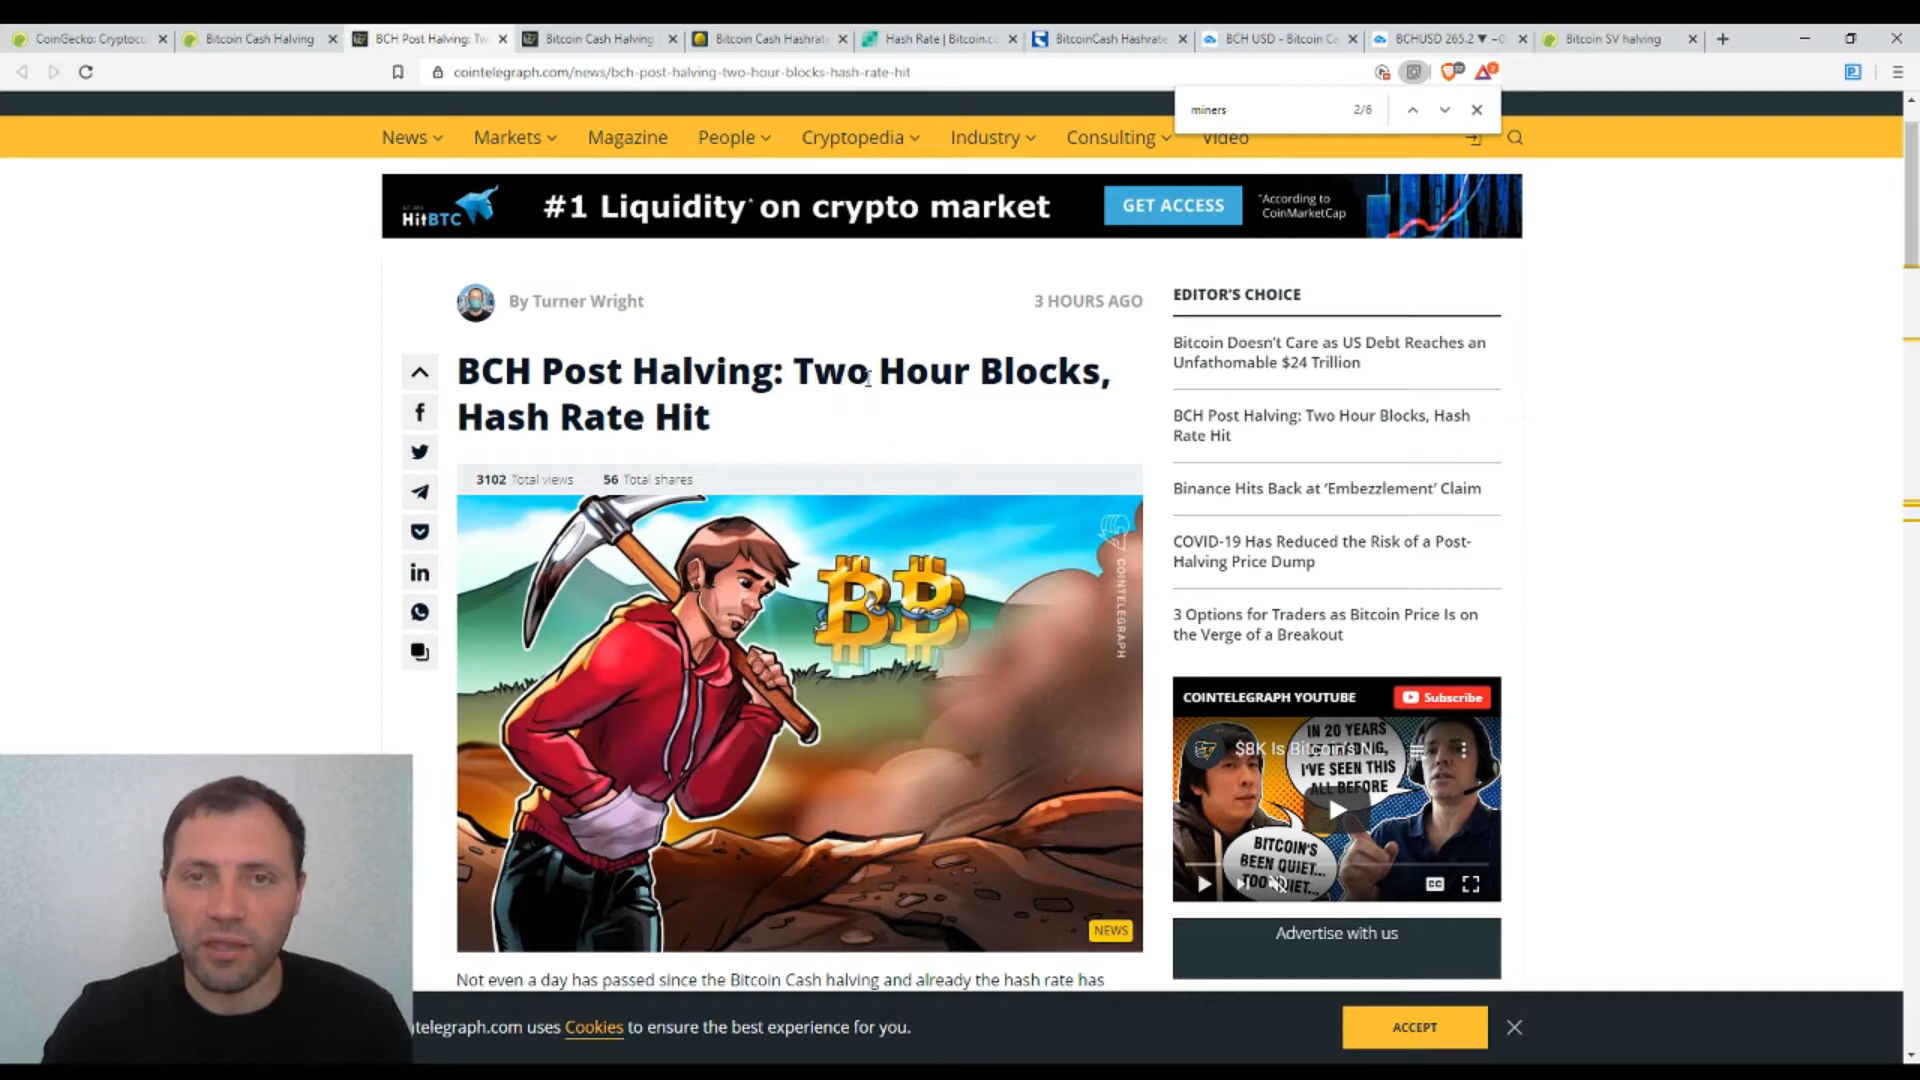 CoinGecko: Cryptocu
Bitcoin Cash Halving
BCH Post Halving: Tw
Bitcoin Cash Halving
Bitcoin Cash Hashrat
Hash Rate | Bitcoin.c
BitcoinCash Hashrate
BCH USD - Bitcoin C
BCHUSD 265.2 ▼ −0
Bitcoin SV halving
cointelegraph.com/news/bch-post-halving-two-hour-blocks-hash-rate-hit
miners
2/6
News
Markets
Magazine
People
Cryptopedia
Industry
Consulting
Video
HitBTC
#1 Liquidity* on crypto market
GET ACCESS
*According to
CoinMarketCap
By Turner Wright
3 HOURS AGO
BCH Post Halving: Two Hour Blocks,
Hash Rate Hit
3102 Total views
56 Total shares
COINTELEGRAPH
NEWS
Not even a day has passed since the Bitcoin Cash halving and already the hash rate has
EDITOR'S CHOICE
Bitcoin Doesn't Care as US Debt Reaches an
Unfathomable $24 Trillion
BCH Post Halving: Two Hour Blocks, Hash
Rate Hit
Binance Hits Back at 'Embezzlement' Claim
COVID-19 Has Reduced the Risk of a Post-
Halving Price Dump
3 Options for Traders as Bitcoin Price Is on
the Verge of a Breakout
COINTELEGRAPH YOUTUBE
Subscribe
$8K Is Bitcoin's N
IN 20 YEARS
I'VE SEEN THIS
ALL BEFORE
BITCOIN'S
BEEN QUIET...
TOO QUIET...
CC
Advertise with us
telegraph.com uses Cookies to ensure the best experience for you.
ACCEPT